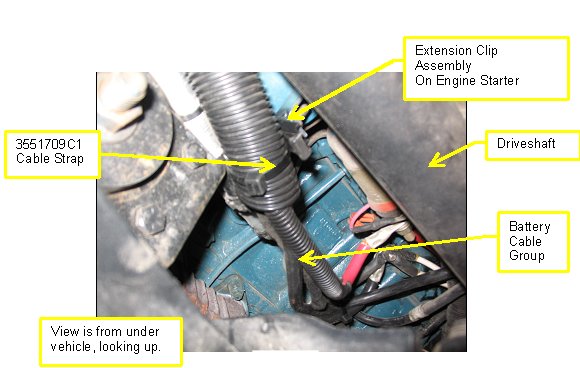 Extension Clip
Assembly
On Engine Starter
3551709C1
Cable Strap
Driveshaft
Battery
Cable
Group
View is from under
vehicle, looking up.